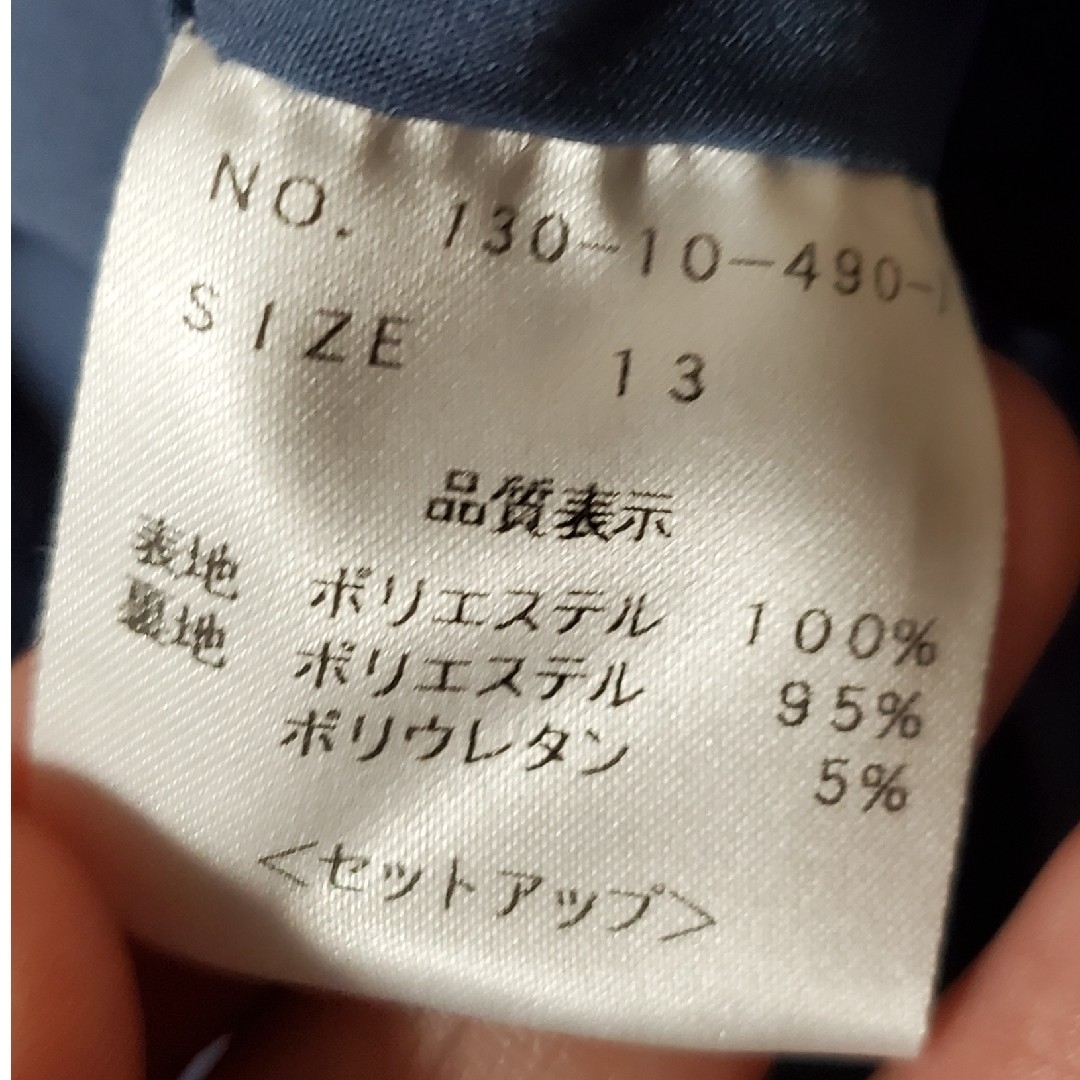 NO. 130-10-490-
SIZE 13
品質表示
表地 ポリエステル 100%
裏地 ポリエステル 95%
ポリウレタン 5%
＜セットアップ＞